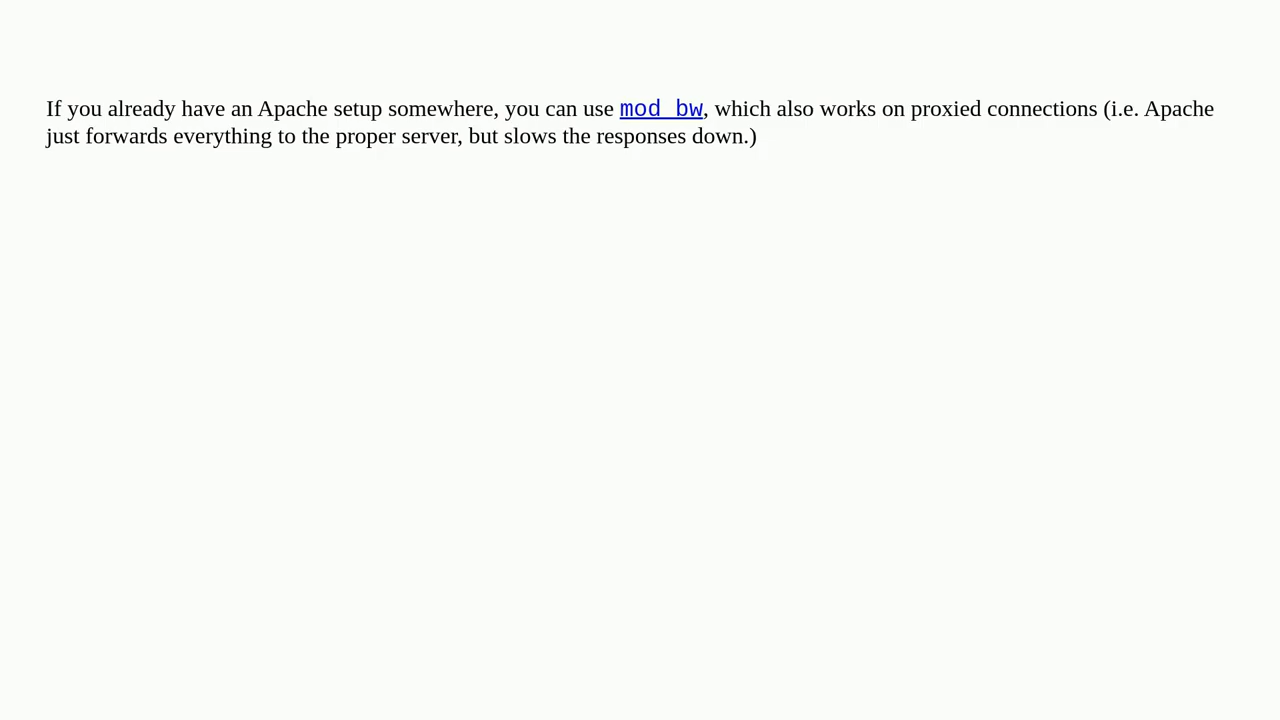 If you already have an Apache setup somewhere, you can use mod_bw, which also works on proxied connections (i.e. Apache
just forwards everything to the proper server, but slows the responses down.)